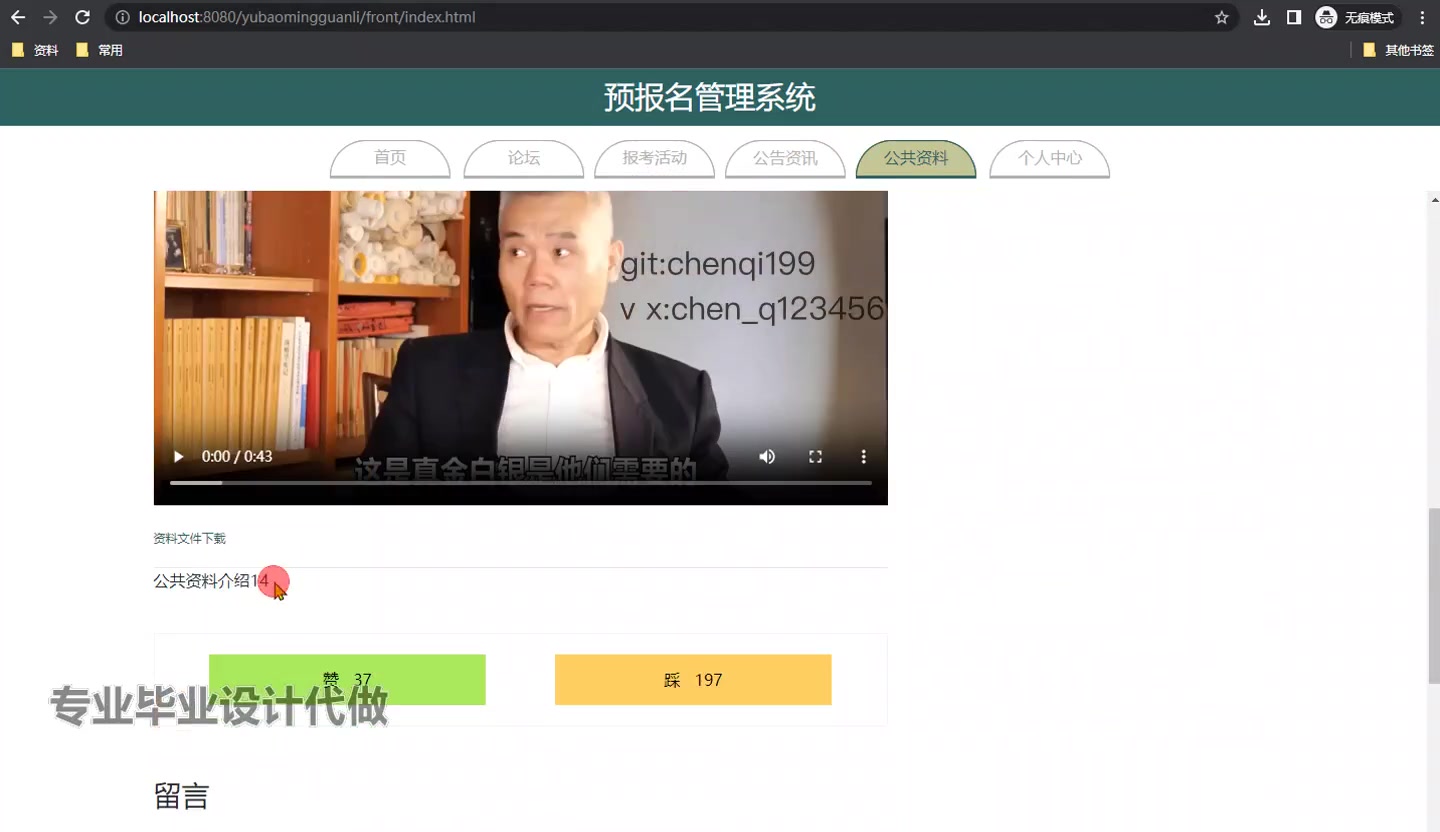 localhost:8080/yubaomingguanli/front/index.html
无痕模式
资料
常用
其他书签
预报名管理系统
首页
论坛
报考活动
公告资讯
公共资料
个人中心
git:chenqi199
v x:chen_q123456
0:00 / 0:43
这是真金白银是他们需要的
资料文件下载
公共资料介绍14
赞 37
踩 197
专业毕业设计代做
留言